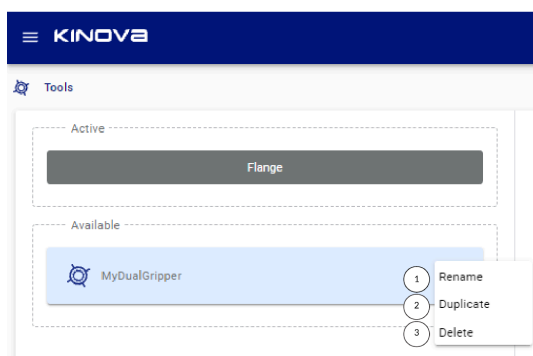 KINOVA
Tools
Active
Flange
Available
MyDualGripper
1 Rename
2 Duplicate
3 Delete